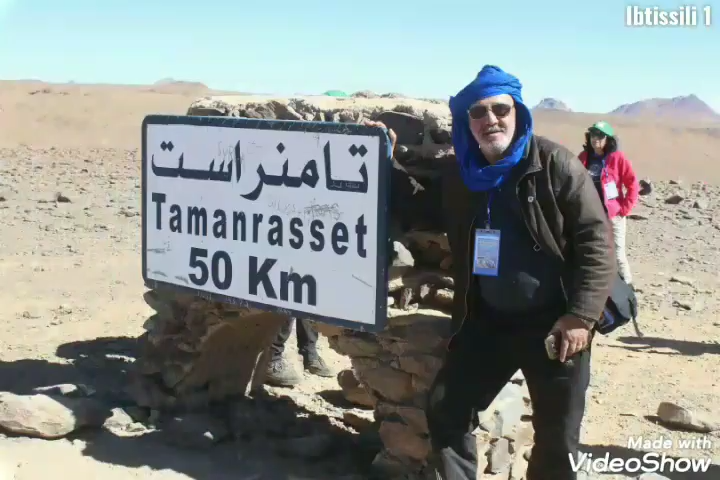 Ibtissili 1
تامنراست
Tamanrasset
50 Km
Made with
VideoShow